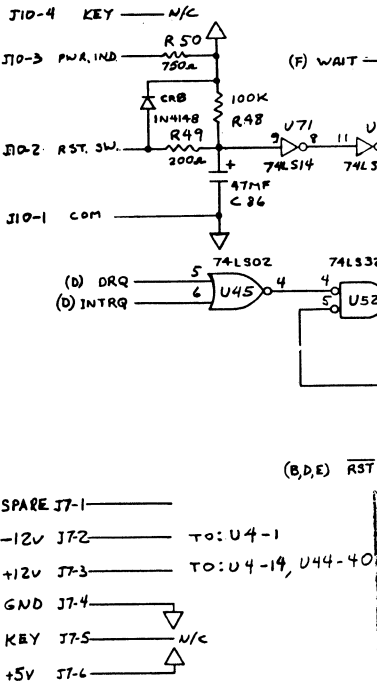 J10-4 KEY N/C
R50
J10-3 PWR. IND. 750Ω (F) WAIT
CR8 100K
1N4148 R48 U71 U
J10-2 RST. SW. R49 9 8 11
200Ω 74LS14 74LS
+
47MF
C86
J10-1 COM
74LS02 74LS32
(D) DRQ 5 4 4
(D) INTRQ 6 U45 5 U52
(B,D,E) RST
SPARE J7-1
-12V J7-2 TO: U4-1
+12V J7-3 TO: U4-14, U44-40
GND J7-4
KEY J7-5 N/C
+5V J7-6